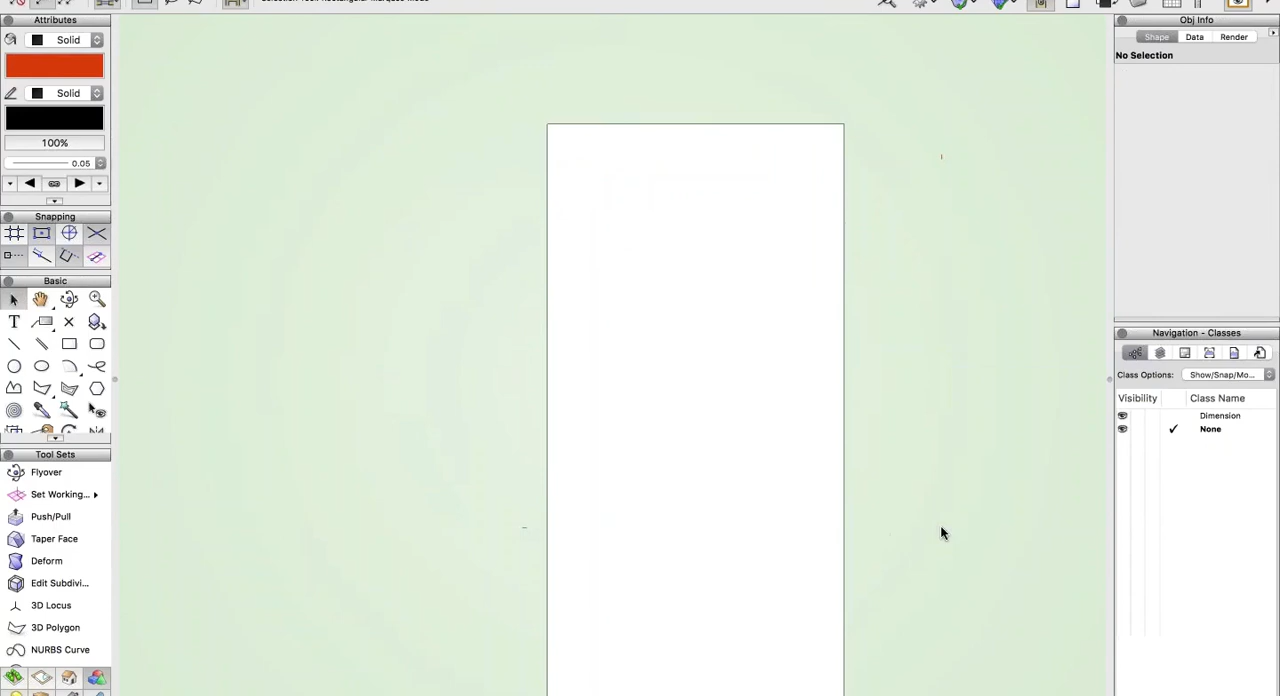 Attributes
Solid
Solid
100%
0.05
Snapping
Basic
T
Tool Sets
Flyover
Set Working...
Push/Pull
Taper Face
Deform
Edit Subdivi...
3D Locus
3D Polygon
NURBS Curve
Obj Info
Shape Data Render
No Selection
Navigation - Classes
Class Options: Show/Snap/Mo...
Visibility Class Name
Dimension
None